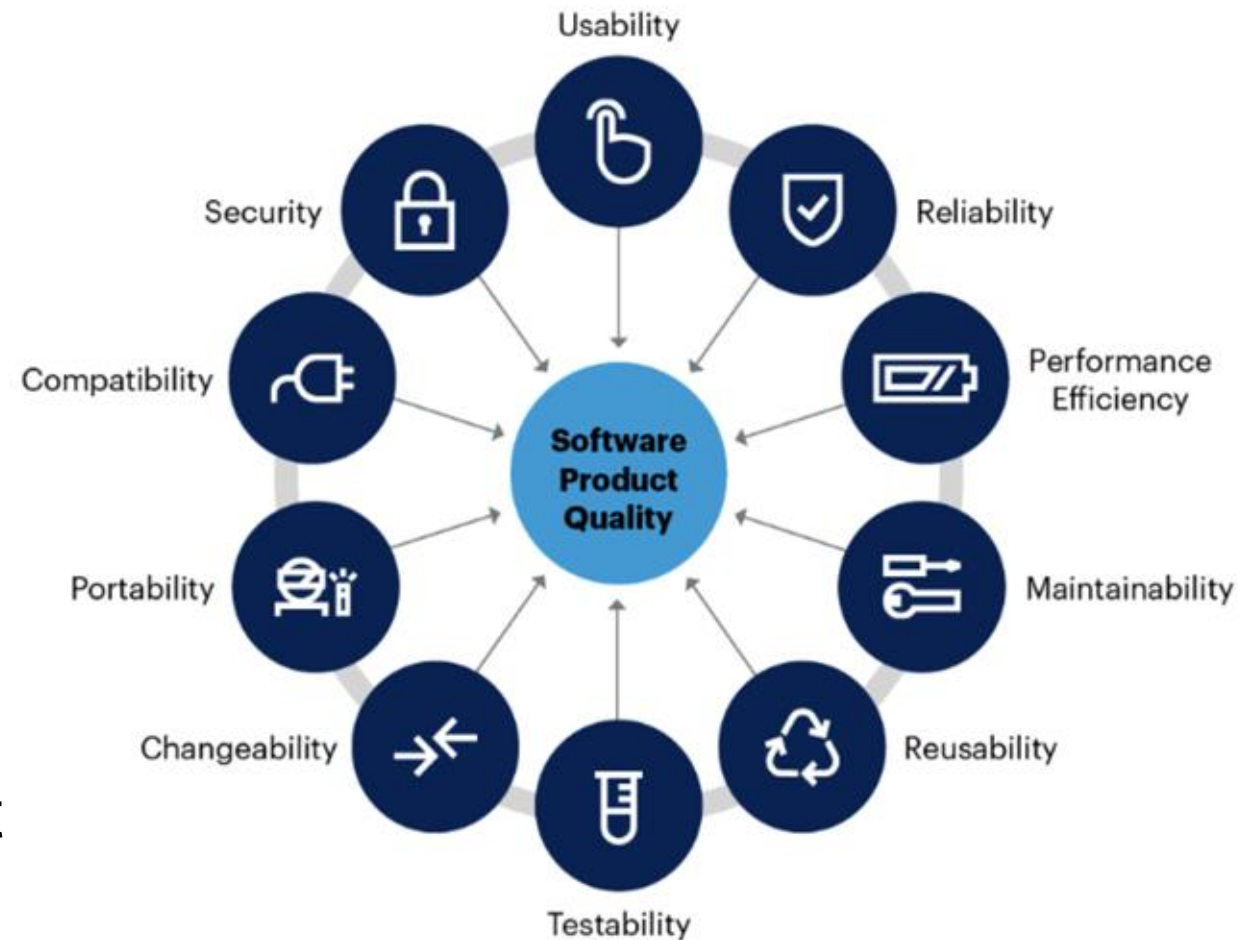 Usability
Security
Reliability
Compatibility
Performance
Efficiency
Software
Product
Quality
Portability
Maintainability
Changeability
Reusability
Testability